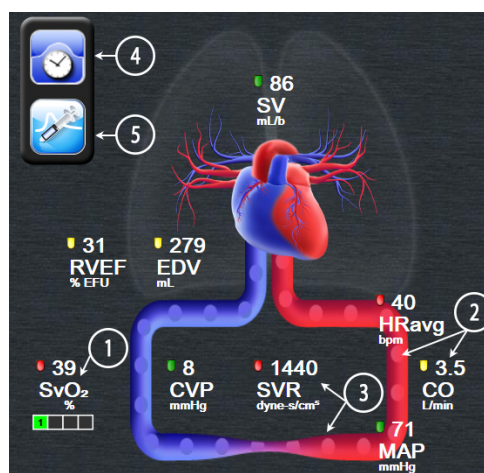 4
5
86
SV
mL/b
31
RVEF
% EFU
279
EDV
mL
40
HRavg
bpm
2
1
39
SvO₂
%
1
8
CVP
mmHg
1440
SVR
dyne-s/cm⁵
3
3.5
CO
L/min
71
MAP
mmHg